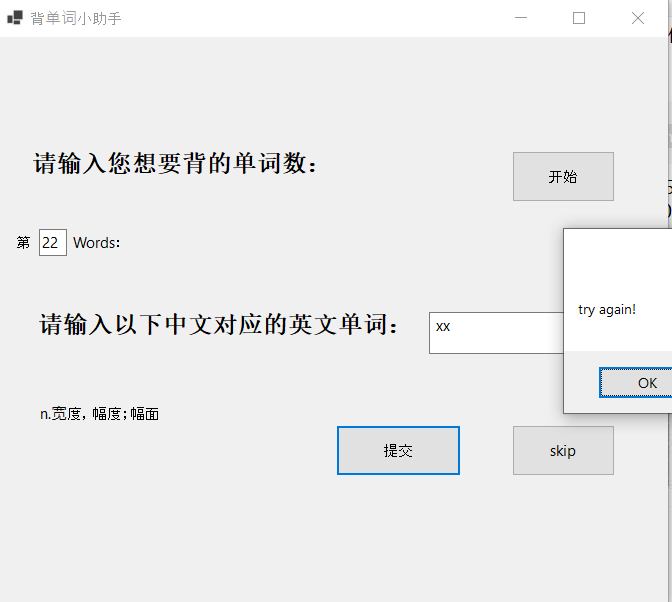 背单词小助手
请输入您想要背的单词数：
开始
第 22 Words:
try again!
请输入以下中文对应的英文单词：
xx
OK
n.宽度，幅度；幅面
提交
skip